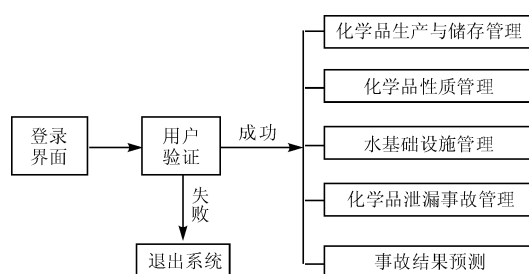 登录
界面
用户
验证
成功
失
败
退出系统
化学品生产与储存管理
化学品性质管理
水基础设施管理
化学品泄漏事故管理
事故结果预测